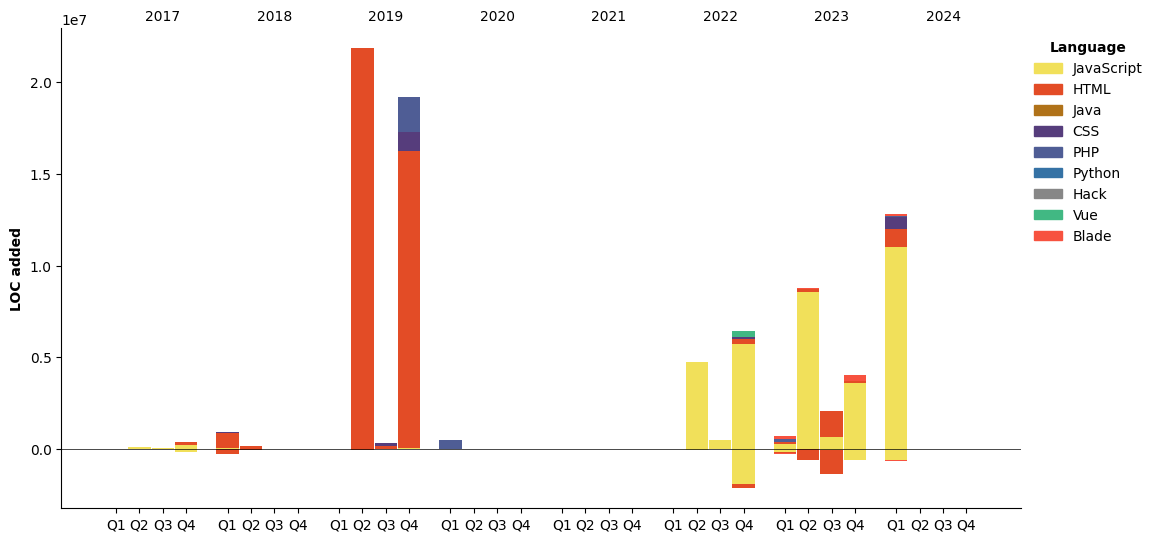 2017 2018 2019 2020 2021 2022 2023 2024
1e7
Language
JavaScript
HTML
Java
CSS
PHP
Python
Hack
Vue
Blade
LOC added
2.0
1.5
1.0
0.5
0.0
Q1 Q2 Q3 Q4 Q1 Q2 Q3 Q4 Q1 Q2 Q3 Q4 Q1 Q2 Q3 Q4 Q1 Q2 Q3 Q4 Q1 Q2 Q3 Q4 Q1 Q2 Q3 Q4 Q1 Q2 Q3 Q4